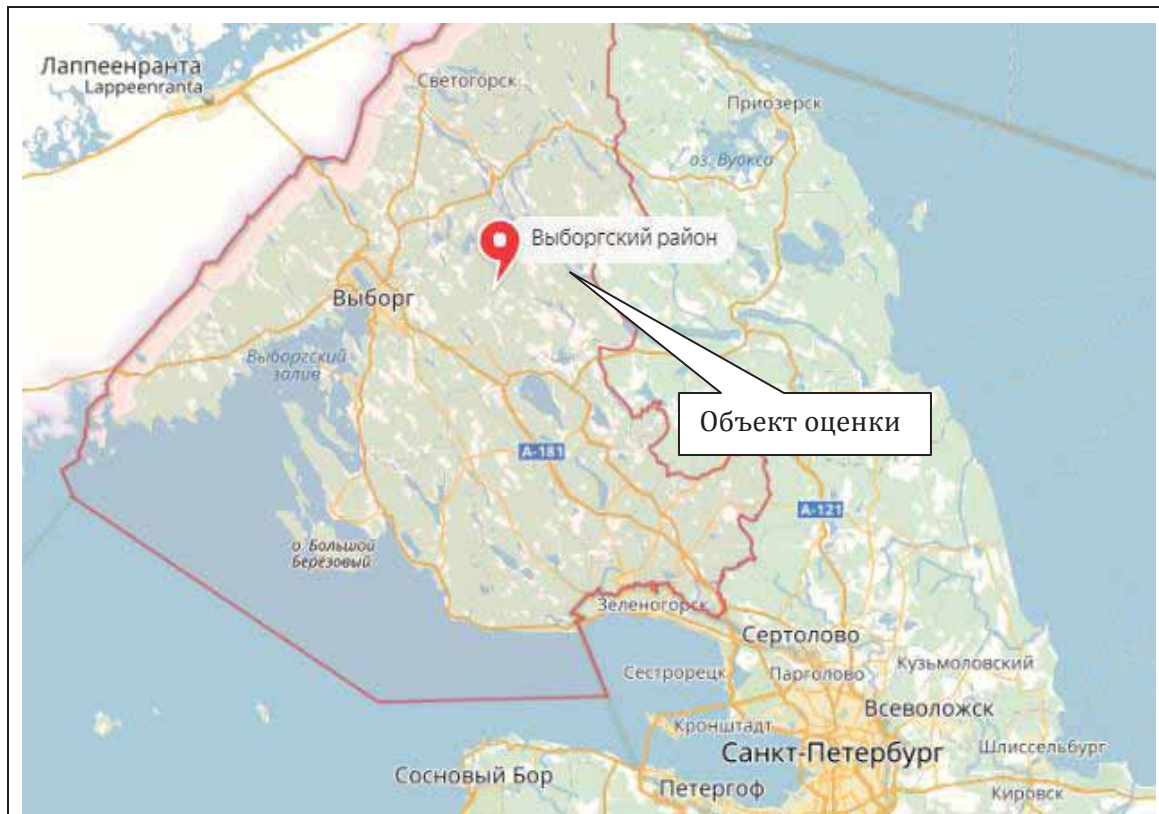 Лаппеенранта
Lappeenranta
Светогорск
Приозерск
оз. Вуокса
Выборгский район
Выборг
Выборгский
залив
Объект оценки
А-181
А-121
о. Большой
Берёзовый
Зеленогорск
Сертолово
Сестрорецк
Парголово
Кузьмоловский
Всеволожск
Кронштадт
Санкт-Петербург
Шлиссельбург
Сосновый Бор
Петергоф
Кировск